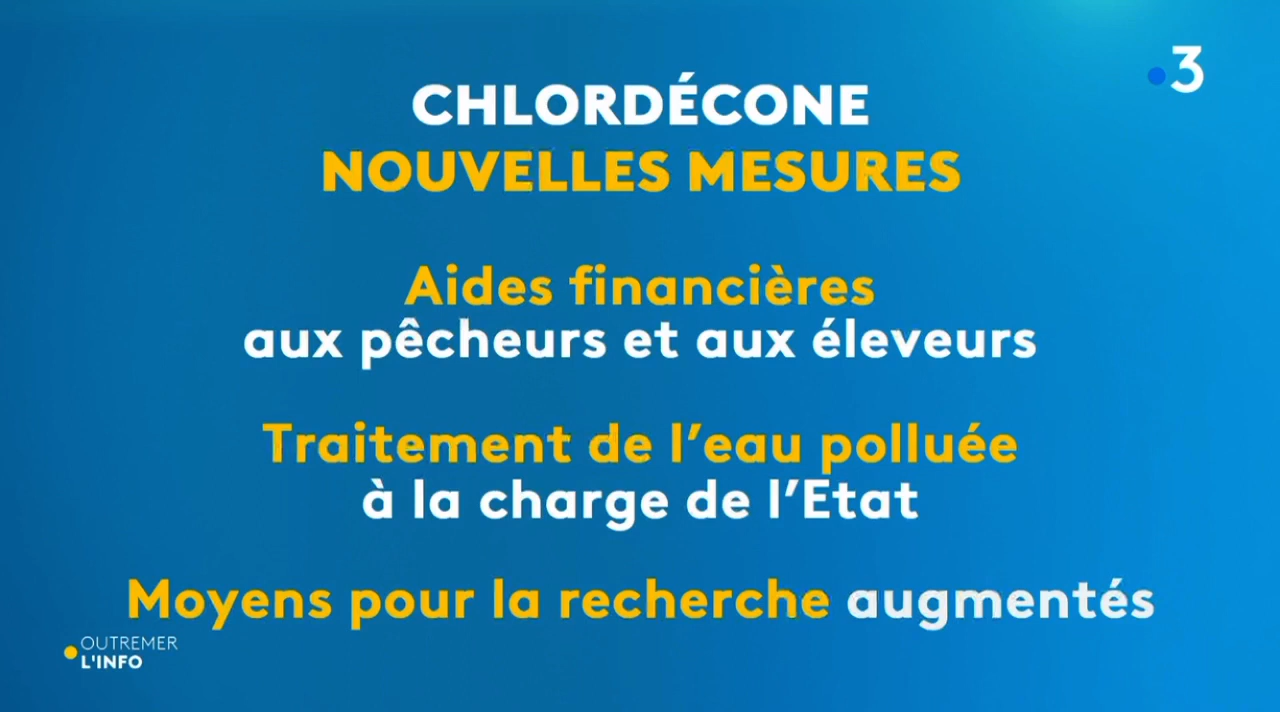 3
CHLORDÉCONE
NOUVELLES MESURES
Aides financières
aux pêcheurs et aux éleveurs
Traitement de l’eau polluée
à la charge de l’Etat
Moyens pour la recherche augmentés
OUTREMER
L'INFO